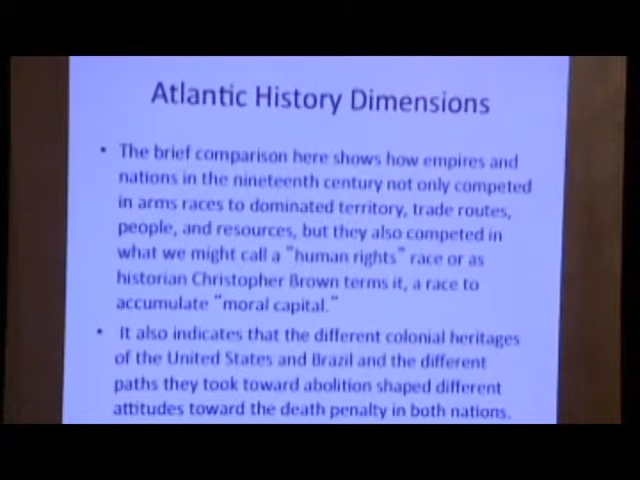 Atlantic History Dimensions
• The brief comparison here shows how empires and
nations in the nineteenth century not only competed
in arms races to dominated territory, trade routes,
people, and resources, but they also competed in
what we might call a "human rights" race or as
historian Christopher Brown terms it, a race to
accumulate "moral capital."
• It also indicates that the different colonial heritages
of the United States and Brazil and the different
paths they took toward abolition shaped different
attitudes toward the death penalty in both nations.